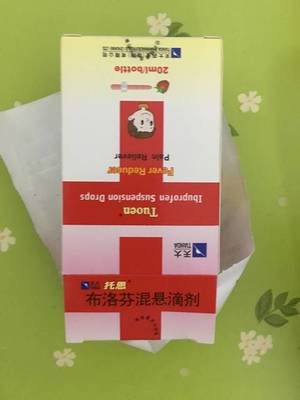 托恩®
布洛芬混悬滴剂
天大
TIANDA
Tuoen®
Ibuprofen Suspension Drops
Fever Reducer
Pain Reliever
20ml/bottle